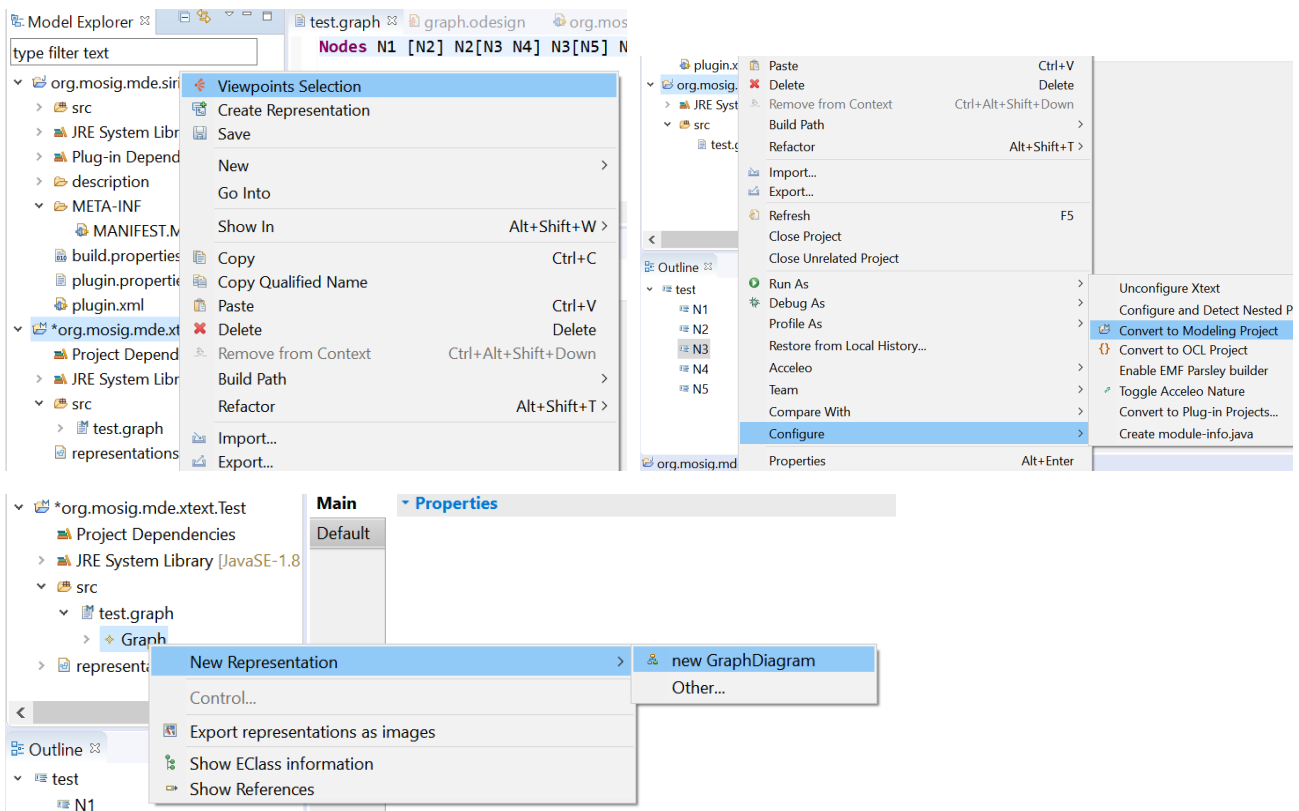 Model Explorer
type filter text
org.mosig.mde.siri
src
JRE System Libr
Plug-in Depend
description
META-INF
MANIFEST.M
build.properties
plugin.properti
plugin.xml
*org.mosig.mde.xt
Project Depend
JRE System Libr
src
test.graph
representations
test.graph
graph.odesign
org.mos
Nodes N1 [N2] N2[N3 N4] N3[N5] N
Viewpoints Selection
Create Representation
Save
New
Go Into
Show In Alt+Shift+W >
Copy Ctrl+C
Copy Qualified Name
Paste Ctrl+V
Delete Delete
Remove from Context Ctrl+Alt+Shift+Down
Build Path
Refactor Alt+Shift+T >
Import...
Export...
plugin.x
org.mosig.
JRE Syst
src
test.g
Outline
test
N1
N2
N3
N4
N5
org.mosig.md
Paste Ctrl+V
Delete Delete
Remove from Context Ctrl+Alt+Shift+Down
Build Path
Refactor Alt+Shift+T >
Import...
Export...
Refresh F5
Close Project
Close Unrelated Project
Run As
Debug As
Profile As
Restore from Local History...
Acceleo
Team
Compare With
Configure
Properties Alt+Enter
Unconfigure Xtext
Configure and Detect Nested P
Convert to Modeling Project
Convert to OCL Project
Enable EMF Parsley builder
Toggle Acceleo Nature
Convert to Plug-in Projects...
Create module-info.java
*org.mosig.mde.xtext.Test
Project Dependencies
JRE System Library [JavaSE-1.8
src
test.graph
Graph
representa
Outline
test
N1
Main
Default
Properties
New Representation
Control...
Export representations as images
Show EClass information
Show References
new GraphDiagram
Other...